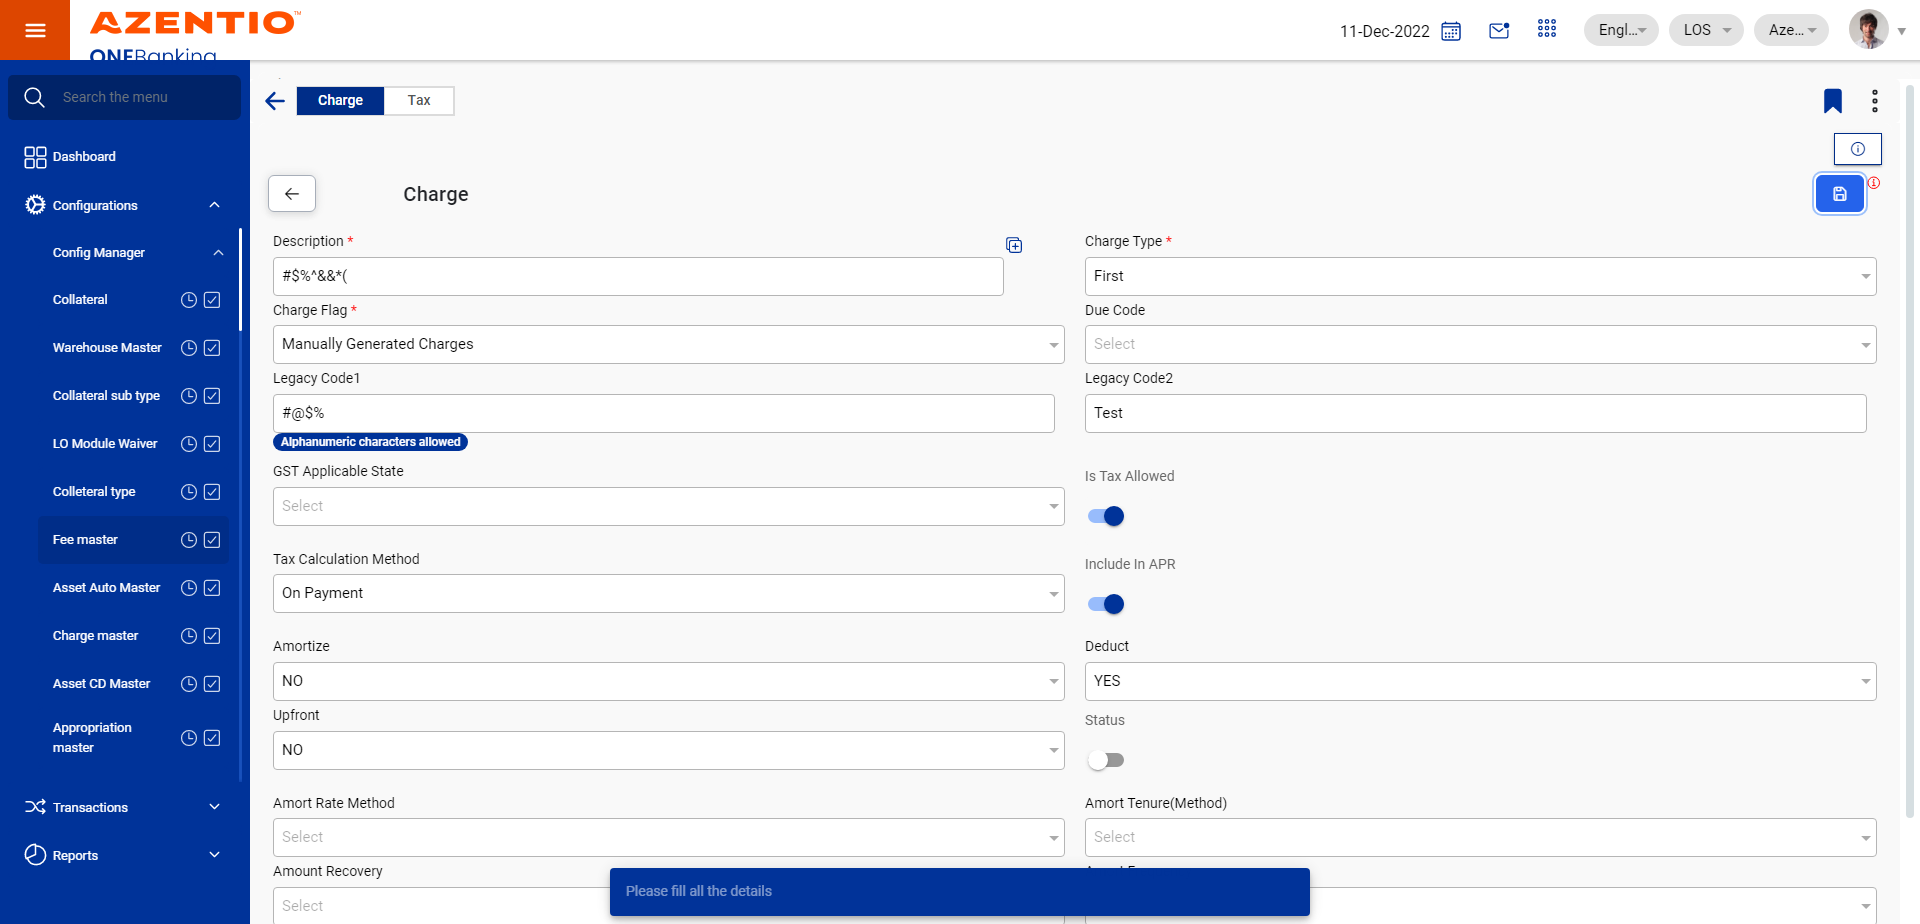 AZENTIO™
ONEBanking
11-Dec-2022
Engl...
LOS
Aze...
Search the menu
Dashboard
Configurations
Config Manager
Collateral
Warehouse Master
Collateral sub type
LO Module Waiver
Colleteral type
Fee master
Asset Auto Master
Charge master
Asset CD Master
Appropriation
master
Transactions
Reports
Charge
Tax
Charge
Description *
#$%^&&*(
Charge Type *
First
Charge Flag *
Manually Generated Charges
Due Code
Select
Legacy Code1
#@$%
Alphanumeric characters allowed
Legacy Code2
Test
GST Applicable State
Select
Is Tax Allowed
Tax Calculation Method
On Payment
Include In APR
Amortize
NO
Deduct
YES
Upfront
NO
Status
Amort Rate Method
Select
Amort Tenure(Method)
Select
Amount Recovery
Select
Please fill all the details